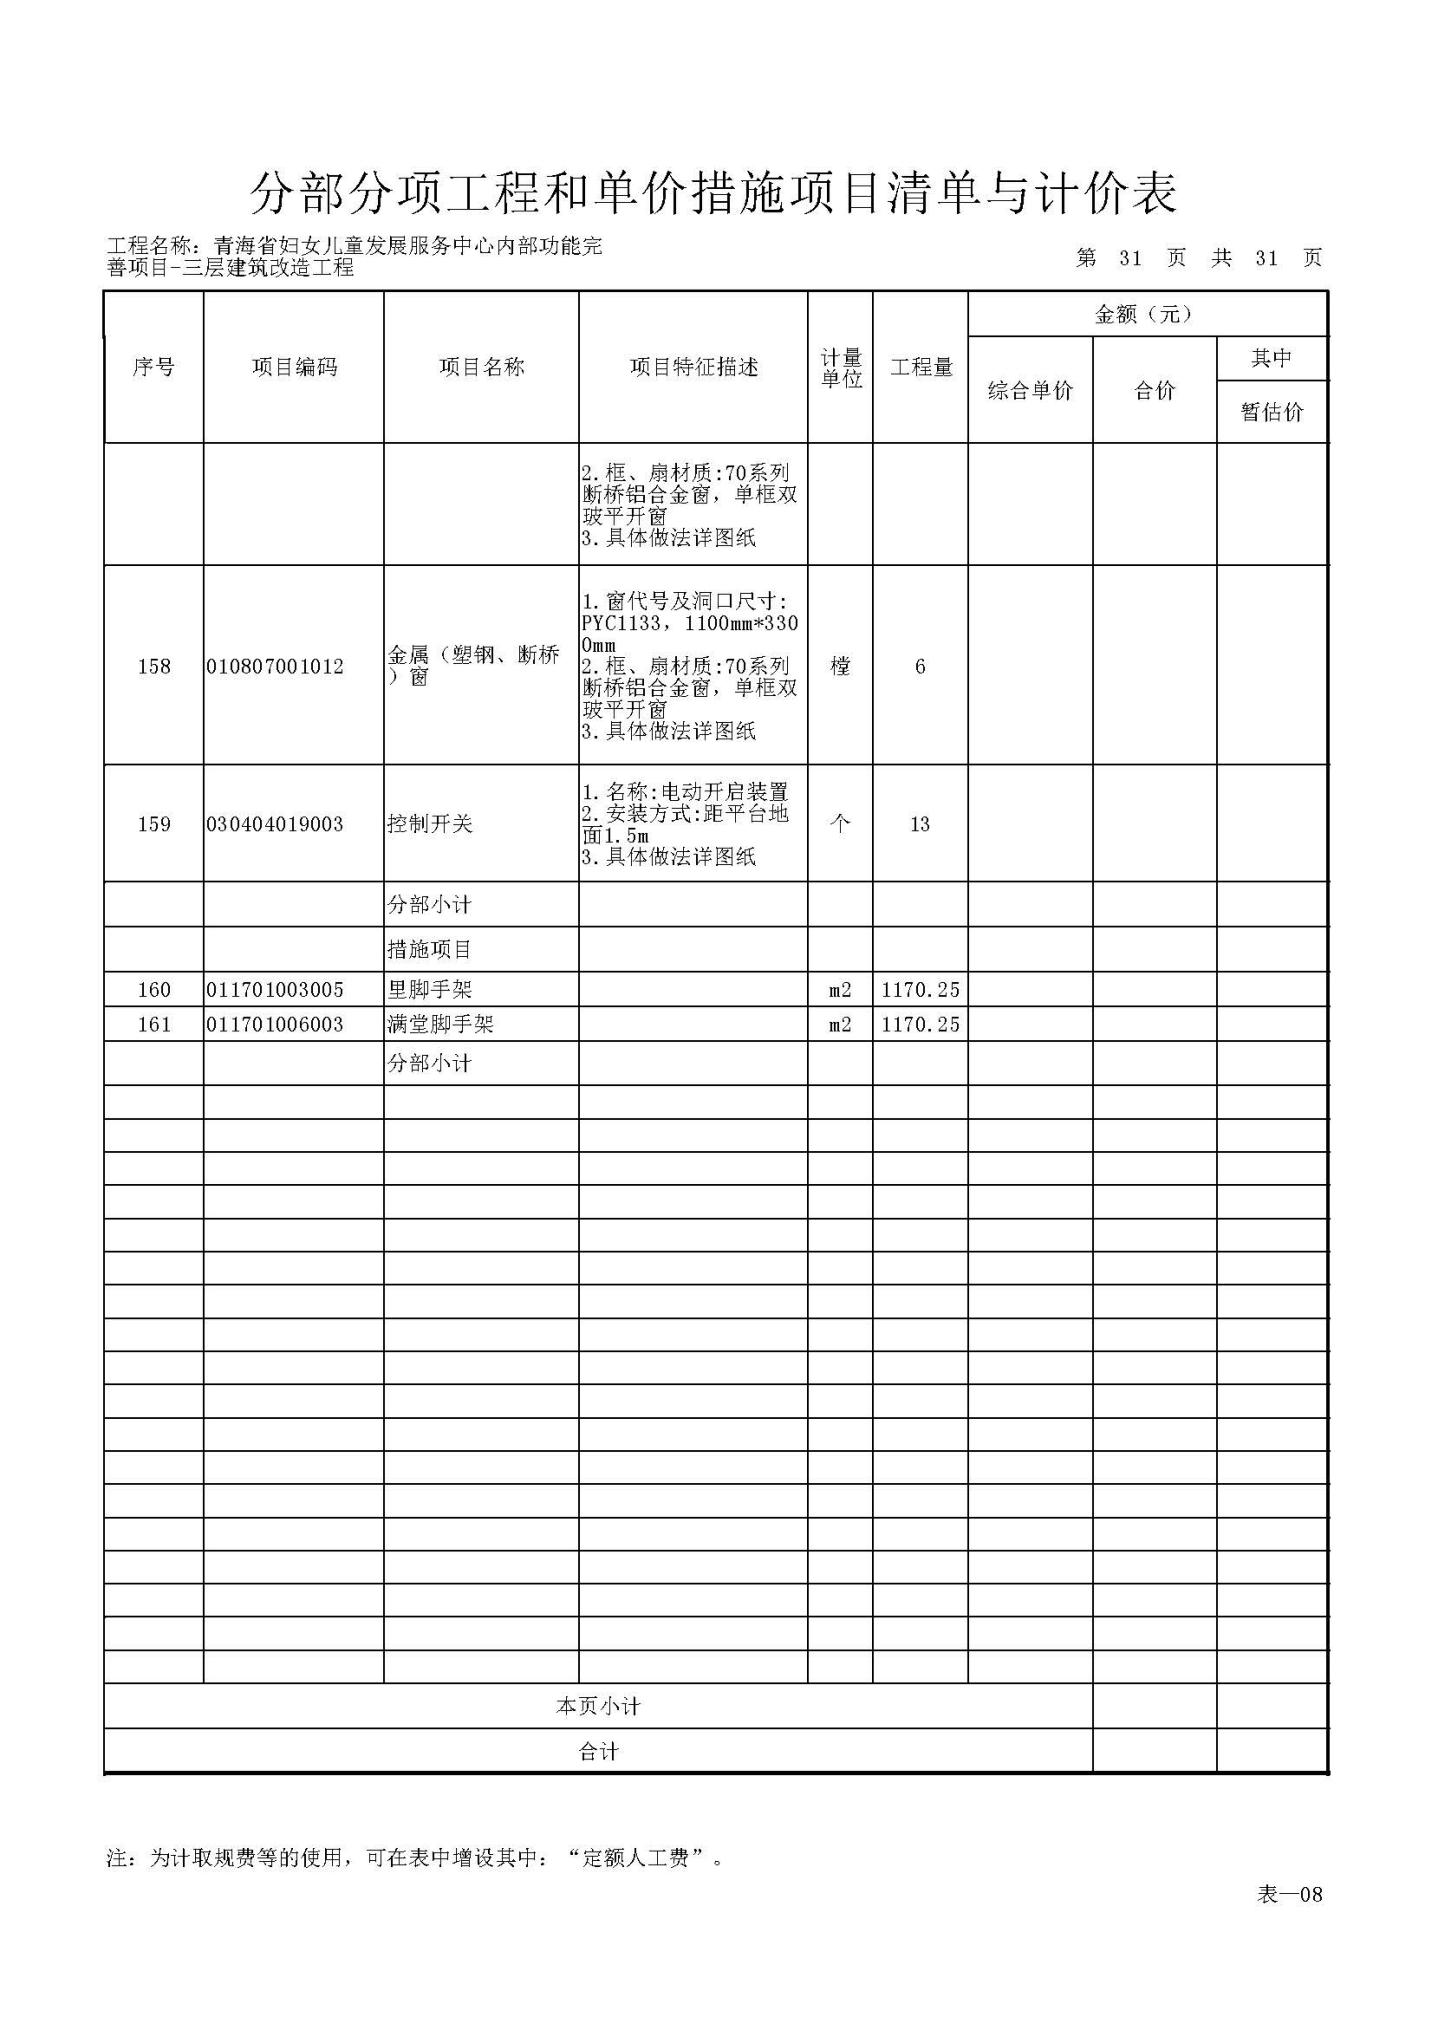 分部分项工程和单价措施项目清单与计价表
工程名称：青海省妇女儿童发展服务中心内部功能完
善项目-三层建筑改造工程
第 31 页 共 31 页
序号 项目编码 项目名称 项目特征描述 计量单位 工程量 金额（元）
综合单价 合价 其中
暂估价
2.框、扇材质:70系列
断桥铝合金窗，单框双
玻平开窗
3.具体做法详图纸
158 010807001012 金属（塑钢、断桥
）窗
1.窗代号及洞口尺寸:
PYC1133，1100mm*330
0mm
2.框、扇材质:70系列
断桥铝合金窗，单框双
玻平开窗
3.具体做法详图纸
樘 6
159 030404019003 控制开关
1.名称:电动开启装置
2.安装方式:距平台地
面1.5m
3.具体做法详图纸
个 13
分部小计
措施项目
160 011701003005 里脚手架 m2 1170.25
161 011701006003 满堂脚手架 m2 1170.25
分部小计
本页小计
合计
注：为计取规费等的使用，可在表中增设其中：“定额人工费”。
表—08